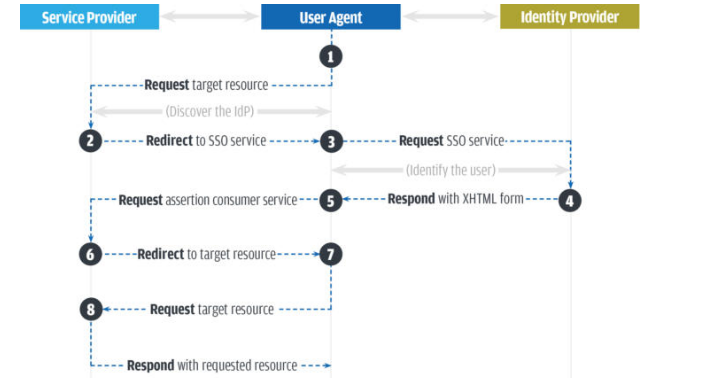 Service Provider
User Agent
Identity Provider
1
Request target resource
(Discover the IdP)
2
Redirect to SSO service
3
Request SSO service
(Identify the user)
Request assertion consumer service
5
Respond with XHTML form
4
6
Redirect to target resource
7
8
Request target resource
Respond with requested resource